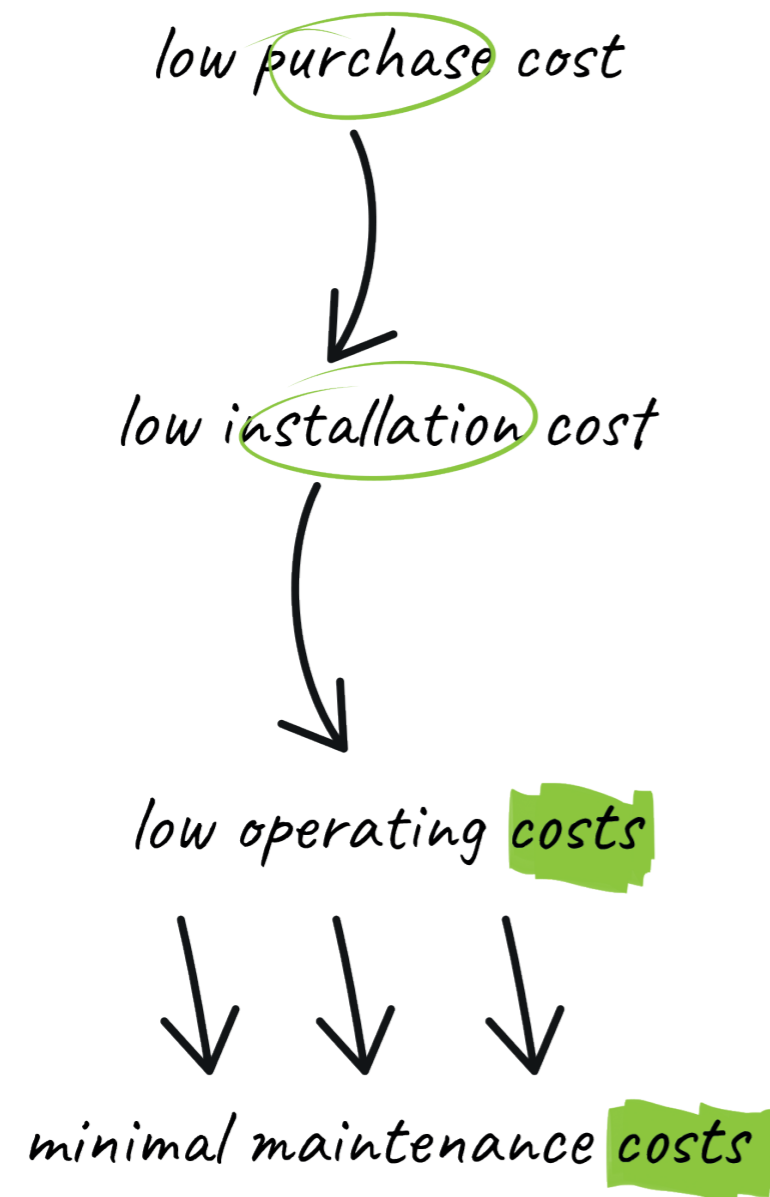 low purchase cost
low installation cost
low operating costs
minimal maintenance costs